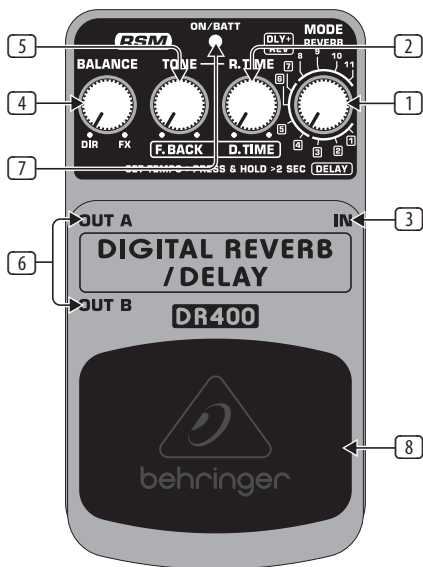 ON/BATT
MODE
RSM
DLY+
REV
REVERB
BALANCE
TONE
R.TIME
8 9 10 11
7
6
5
4 3 2 1
DIR FX
F.BACK D.TIME
SET TEMPO: PRESS & HOLD >2 SEC DELAY
OUT A
IN
DIGITAL REVERB
/DELAY
OUT B
DR400
behringer
5
2
4
1
7
3
6
8